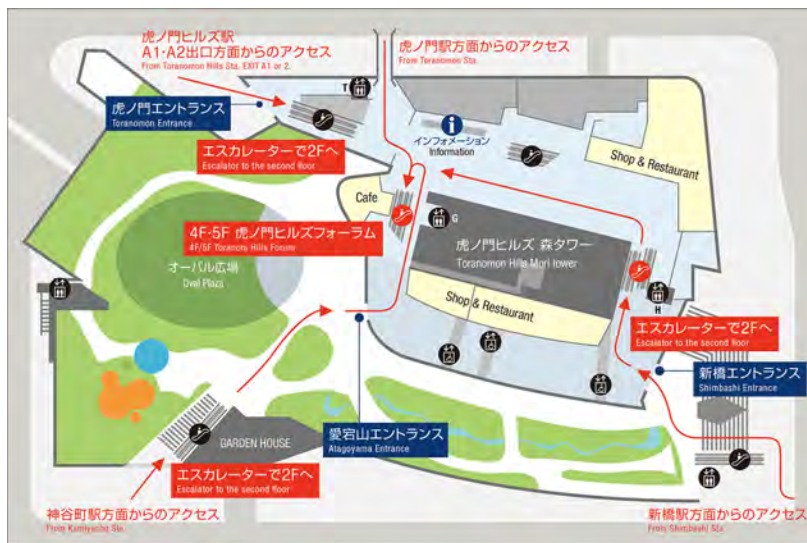 虎ノ門ヒルズ駅
A1・A2出口方面からのアクセス
From Toranomon Hills Sta. EXIT A1 or 2.
虎ノ門駅方面からのアクセス
From Toranomon Sta.
T
虎ノ門エントランス
Toranomon Entrance
インフォメーション
Information
エスカレーターで2Fへ
Escalator to the second floor
Shop & Restaurant
Cafe
G
4F・5F 虎ノ門ヒルズフォーラム
4F/5F Toranomon Hills Forum
虎ノ門ヒルズ 森タワー
Toranomon Hills Mori tower
オーバル広場
Oval Plaza
Shop & Restaurant
H
エスカレーターで2Fへ
Escalator to the second floor
新橋エントランス
Shimbashi Entrance
愛宕山エントランス
Atagoyama Entrance
GARDEN HOUSE
エスカレーターで2Fへ
Escalator to the second floor
神谷町駅方面からのアクセス
From Kamiyacho Sta.
新橋駅方面からのアクセス
From Shimbashi Sta.